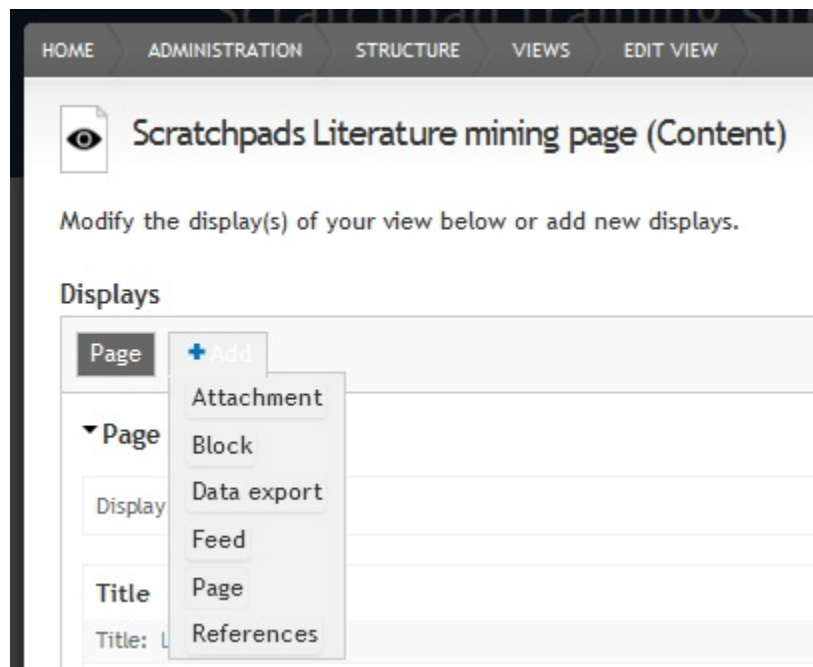 HOME ADMINISTRATION STRUCTURE VIEWS EDIT VIEW
Scratchpads Literature mining page (Content)
Modify the display(s) of your view below or add new displays.
Displays
Page Add
Attachment
Page
Block
Data export
Display
Feed
Page
Title
References
Title: L